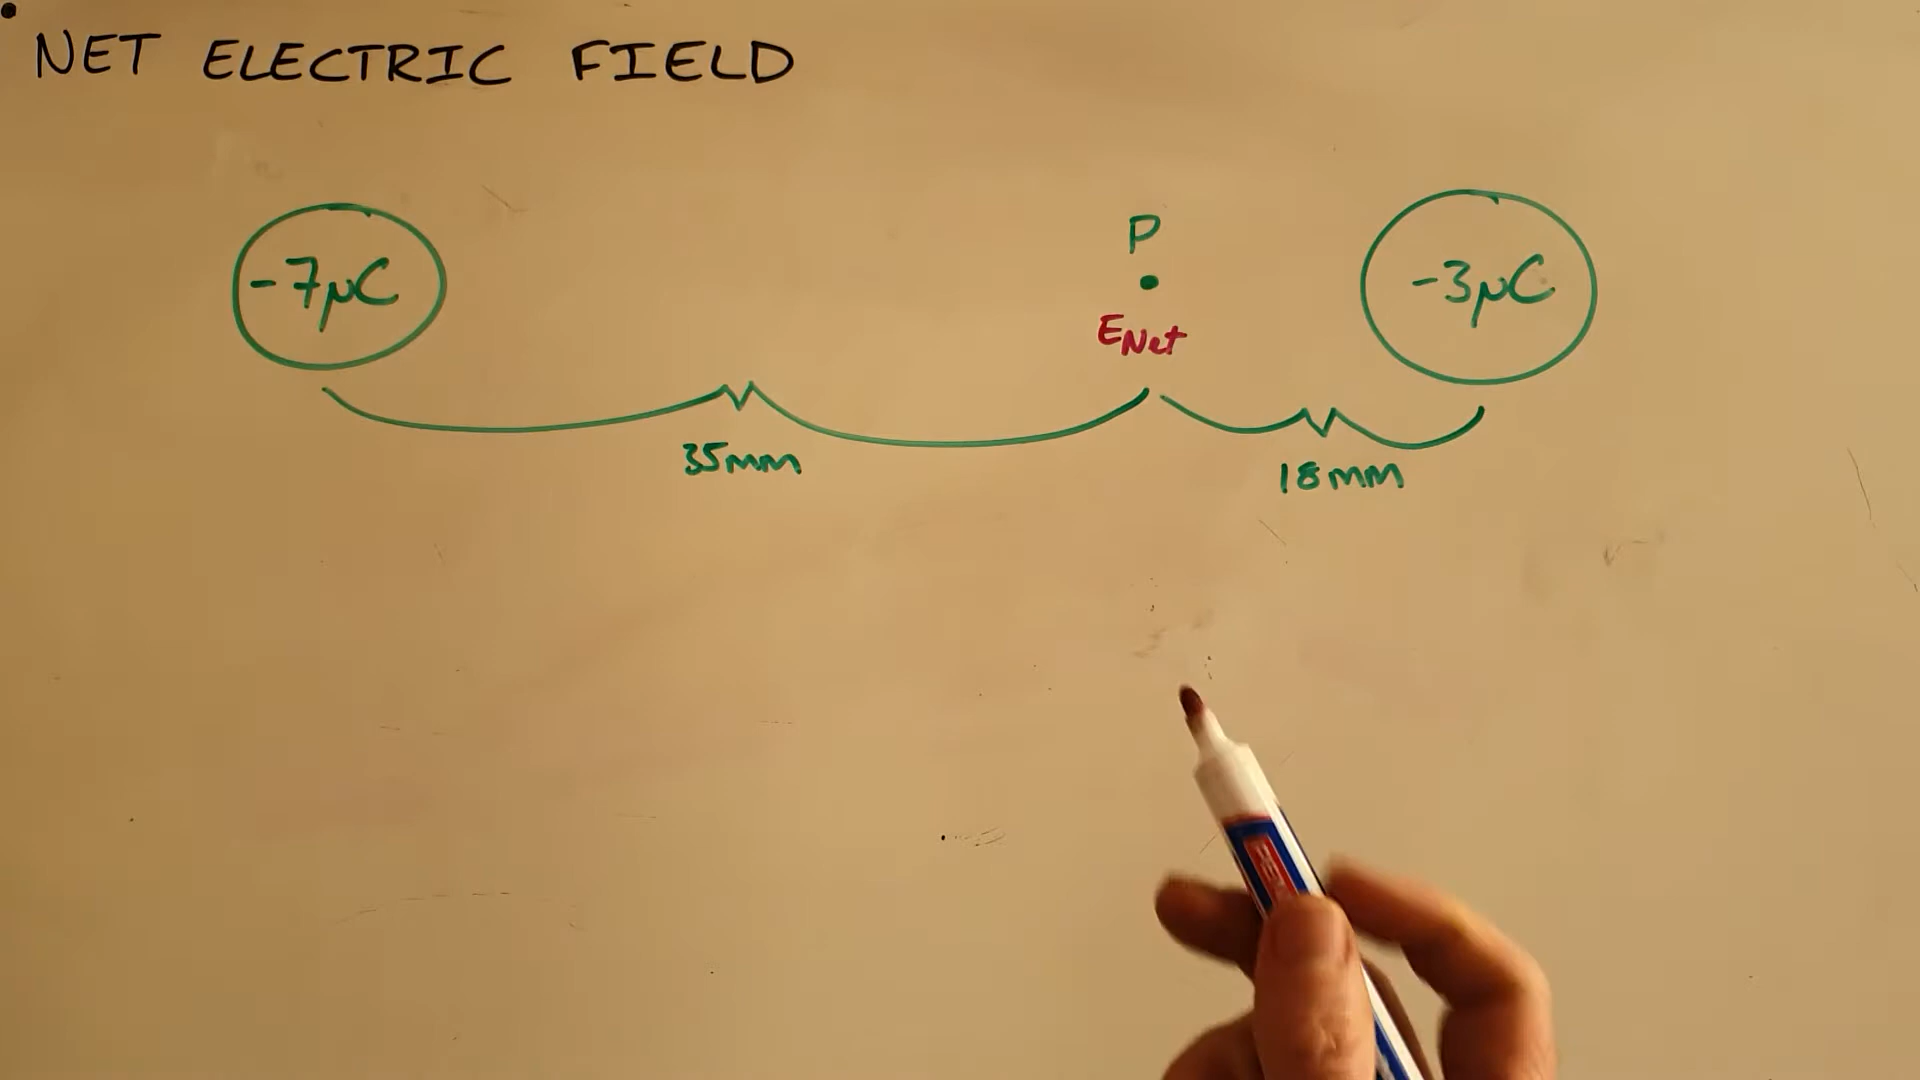 NET ELECTRIC FIELD
P
-7μC
-3μC
ENet
35mm
18mm